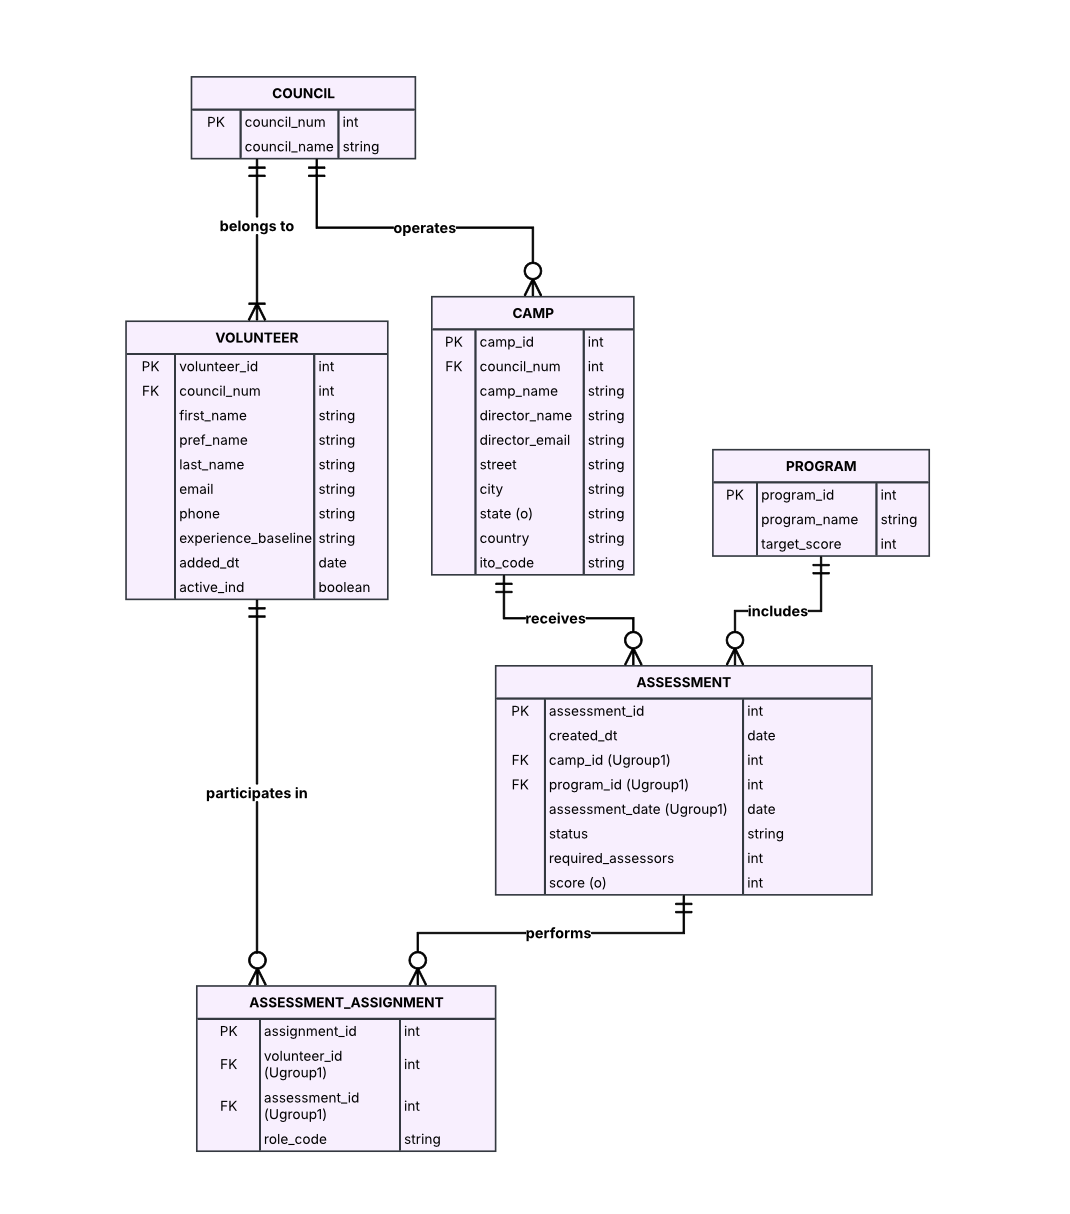 COUNCIL
PK council_num int
council_name string
belongs to
operates
VOLUNTEER
PK volunteer_id int
FK council_num int
first_name string
pref_name string
last_name string
email string
phone string
experience_baseline string
added_dt date
active_ind boolean
CAMP
PK camp_id int
FK council_num int
camp_name string
director_name string
director_email string
street string
city string
state (o) string
country string
ito_code string
PROGRAM
PK program_id int
program_name string
target_score int
receives
includes
ASSESSMENT
PK assessment_id int
created_dt date
FK camp_id (Ugroup1) int
FK program_id (Ugroup1) int
assessment_date (Ugroup1) date
status string
required_assessors int
score (o) int
participates in
performs
ASSESSMENT_ASSIGNMENT
PK assignment_id int
FK volunteer_id
(Ugroup1) int
FK assessment_id
(Ugroup1) int
role_code string